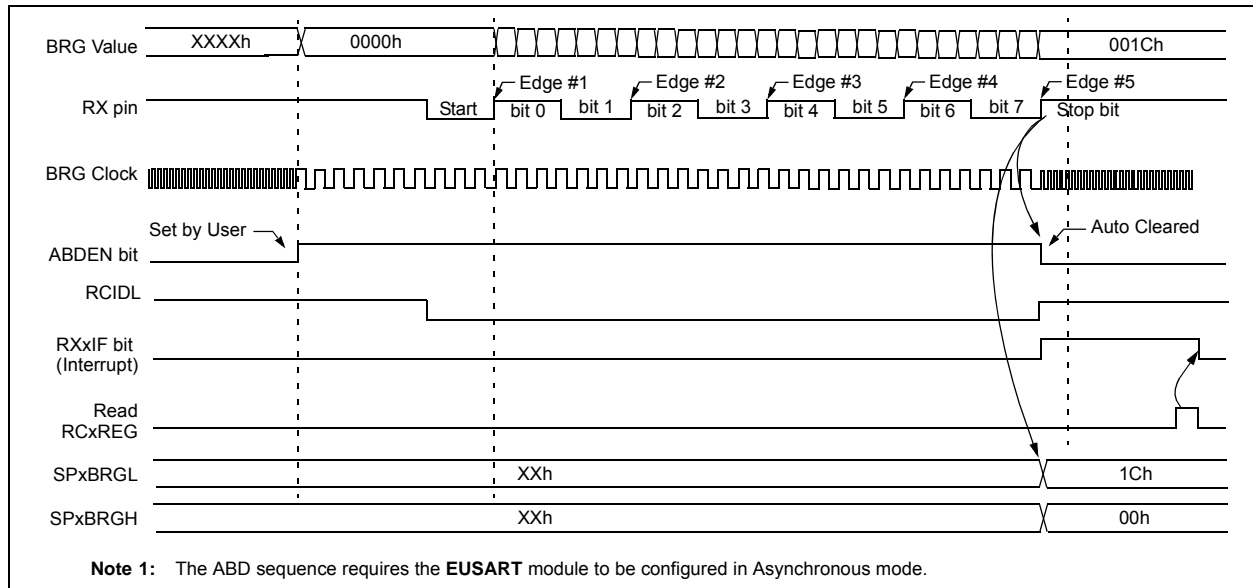 BRG Value XXXXh 0000h 001Ch
Edge #1 Edge #2 Edge #3 Edge #4 Edge #5
RX pin Start bit 0 bit 1 bit 2 bit 3 bit 4 bit 5 bit 6 bit 7 Stop bit
BRG Clock
Set by User Auto Cleared
ABDEN bit
RCIDL
RXxIF bit
(Interrupt)
Read
RCxREG
SPxBRGL XXh 1Ch
SPxBRGH XXh 00h
Note 1: The ABD sequence requires the EUSART module to be configured in Asynchronous mode.